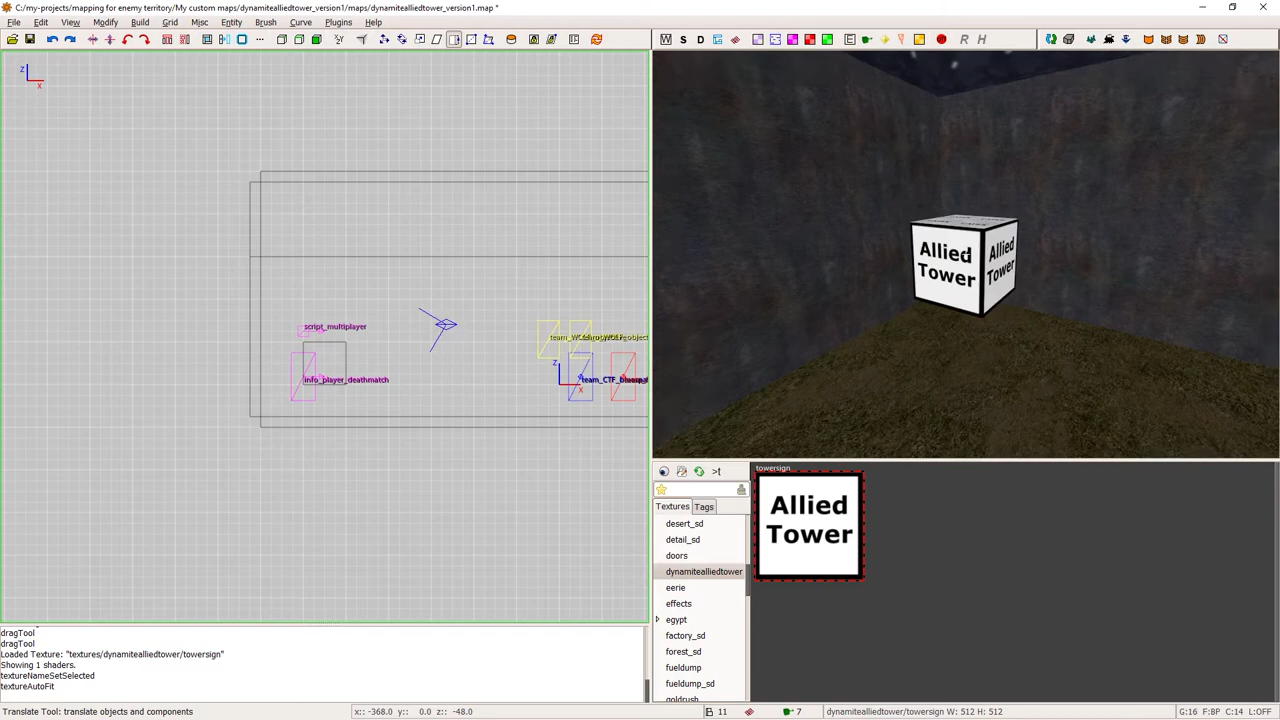 C:/my-projects/mapping for enemy territory/My custom maps/dynamitealliedtower_version1/maps/dynamitealliedtower_version1.map *
File Edit View Modify Build Grid Misc Entity Brush Curve Plugins Help
Z
X
script_multiplayer
info_player_deathmatch
Z
X
Allied
Tower
Allied
Tower
towersign
>t
Textures Tags
desert_sd
detail_sd
doors
dynamitealliedtower
eerie
effects
egypt
factory_sd
forest_sd
fueldump
fueldump_sd
goldrush
Allied
Tower
dragTool
dragTool
Loaded Texture: "textures/dynamitealliedtower/towersign"
Showing 1 shaders.
textureNameSetSelected
textureAutoFit
Translate Tool: translate objects and components
x:: -368.0 y:: 0.0 z:: -48.0
11
7
dynamitealliedtower/towersign W: 512 H: 512
G:16 F:BP C:14 L:OFF